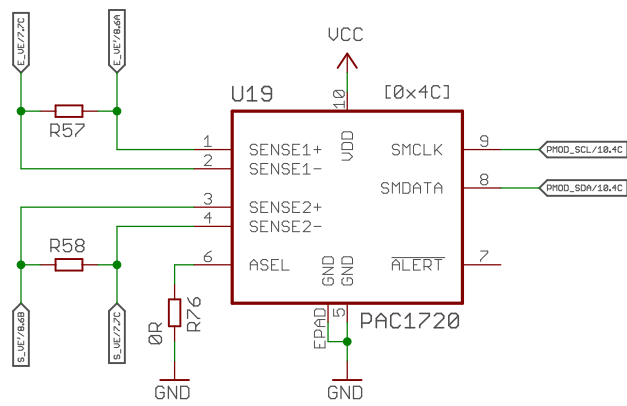 E_VE/7.7C
E_VE'/8.6A
VCC
U19
[0x4C]
10
R57
1
SENSE1+
VDD
SMCLK
9
PMOD_SCL/10.4C
2
SENSE1-
SMDATA
8
PMOD_SDA/10.4C
3
SENSE2+
4
SENSE2-
R58
6
ASEL
GND
GND
ALERT
7
S_VE'/8.6B
S_VE/7.7C
0R
R76
EPAD
5
PAC1720
GND
GND